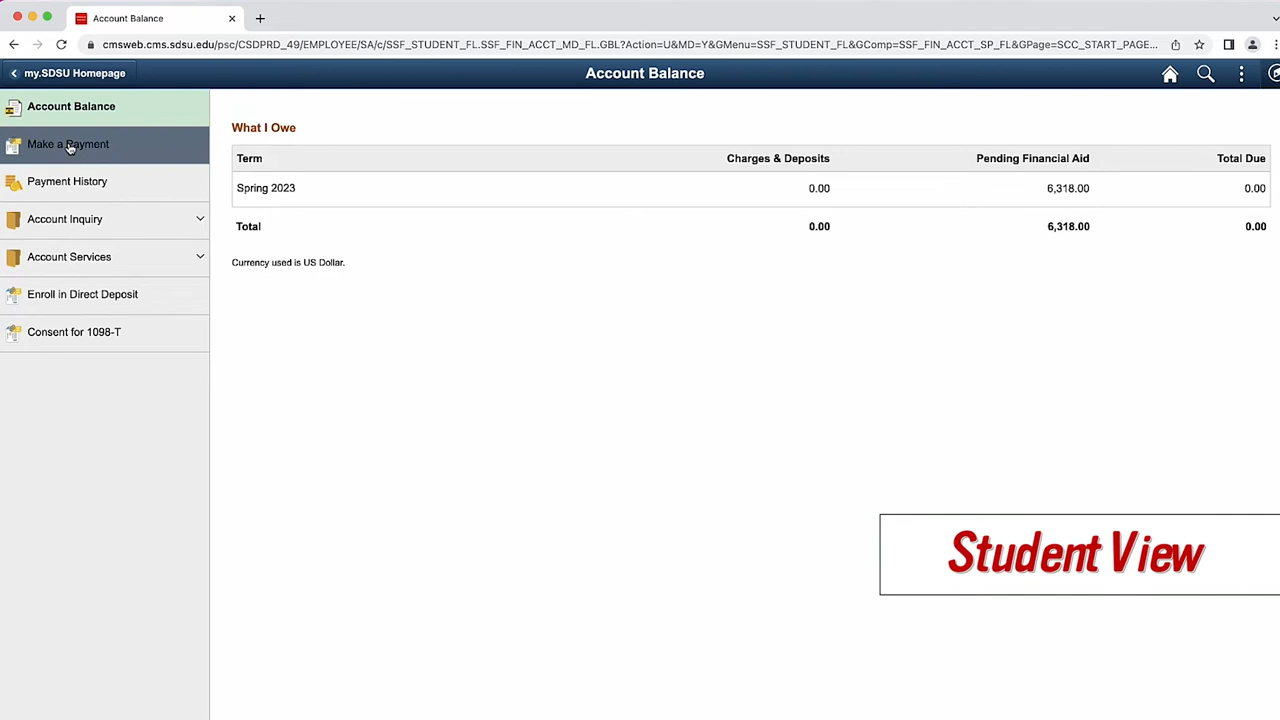 Account Balance
cmsweb.cms.sdsu.edu/psc/CSDPRD_49/EMPLOYEE/SA/c/SSF_STUDENT_FL.SSF_FIN_ACCT_MD_FL.GBL?Action=U&MD=Y&GMenu=SSF_STUDENT_FL&GComp=SSF_FIN_ACCT_SP_FL&GPage=SCC_START_PAGE...
my.SDSU Homepage
Account Balance
Account Balance
Make a Payment
Payment History
Account Inquiry
Account Services
Enroll in Direct Deposit
Consent for 1098-T
What I Owe
Term Charges & Deposits Pending Financial Aid Total Due
Spring 2023 0.00 6,318.00 0.00
Total 0.00 6,318.00 0.00
Currency used is US Dollar.
Student View